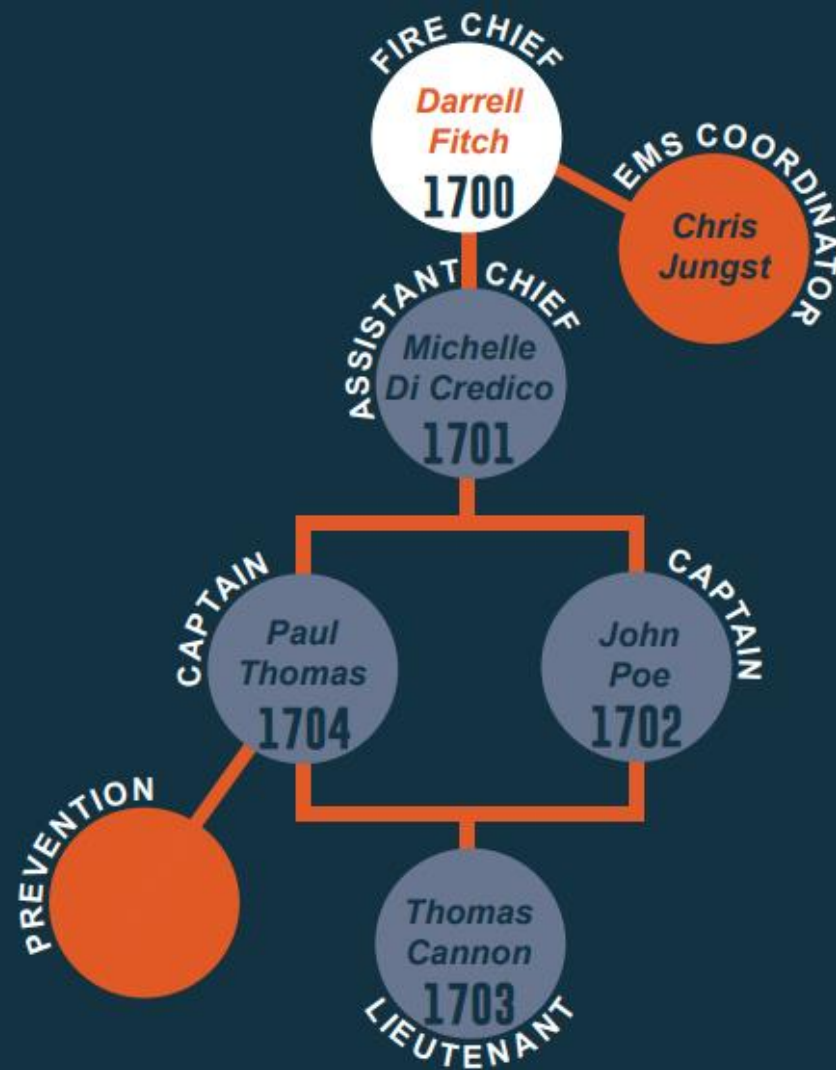 FIRE CHIEF
Darrell
Fitch
1700
EMS COORDINATOR
Chris
Jungst
ASSISTANT CHIEF
Michelle
Di Credico
1701
CAPTAIN
Paul
Thomas
1704
CAPTAIN
John
Poe
1702
PREVENTION
Thomas
Cannon
1703
LIEUTENANT